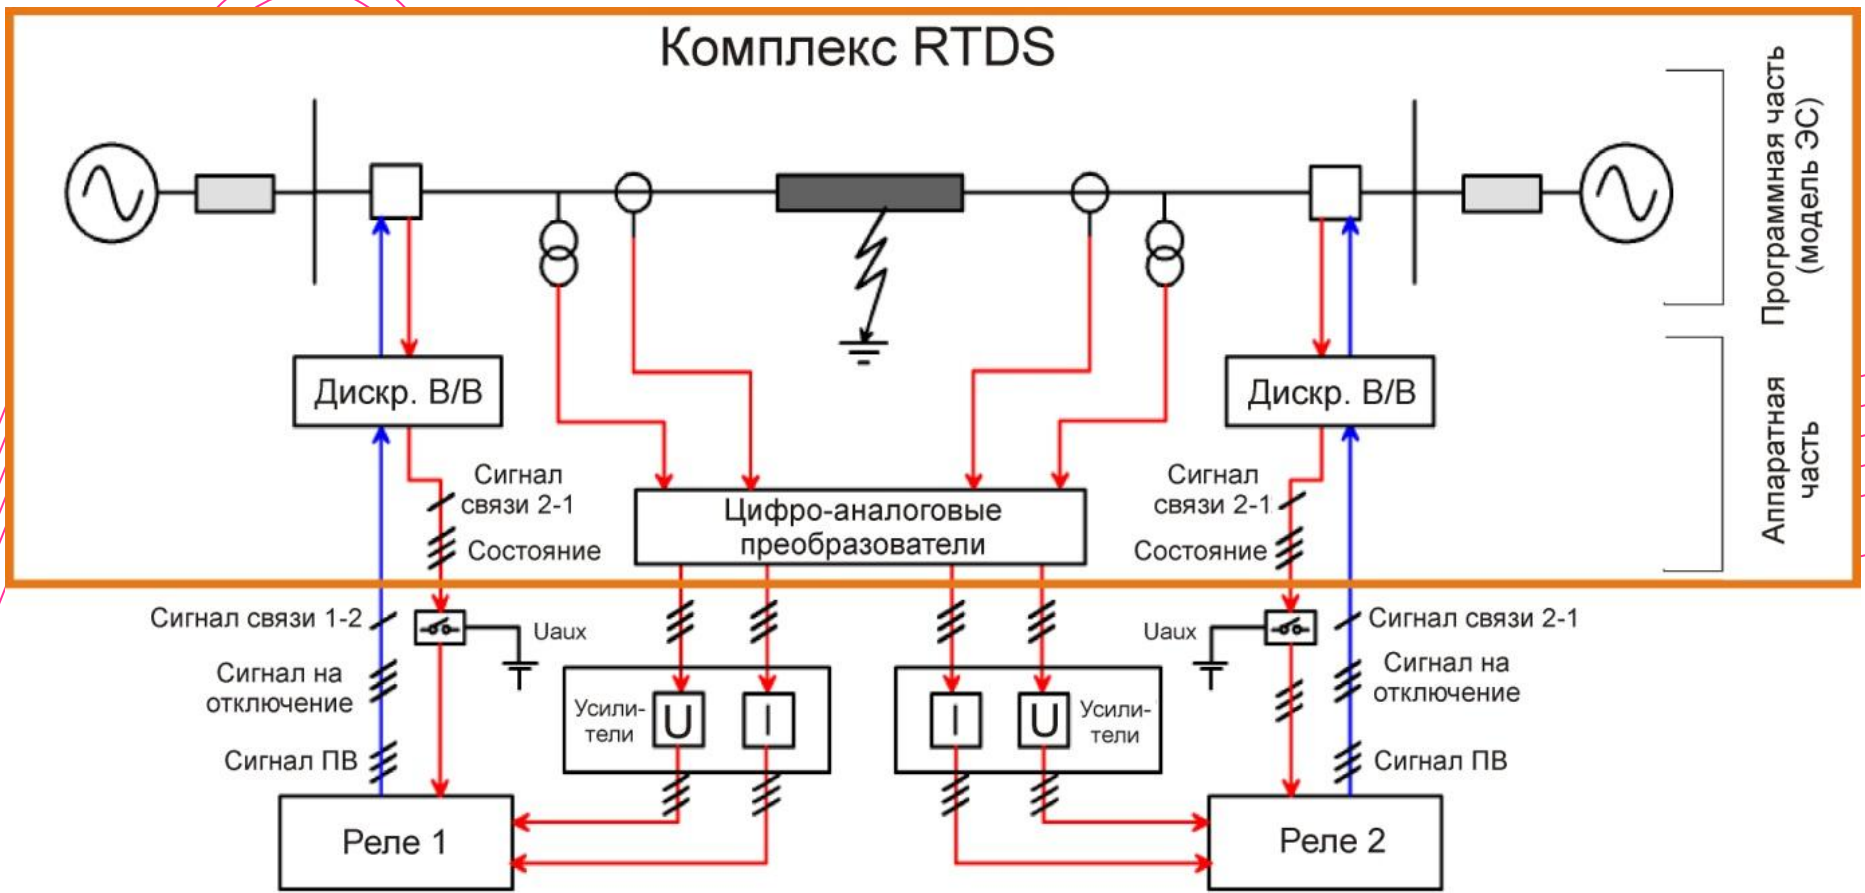 Комплекс RTDS
Программная часть
(модель ЭС)
Аппаратная
часть
Дискр. В/В
Дискр. В/В
Сигнал
связи 2-1
Состояние
Цифро-аналоговые
преобразователи
Сигнал
связи 2-1
Состояние
Сигнал связи 1-2
Uaux
Uaux
Сигнал связи 2-1
Сигнал на
отключение
Сигнал на
отключение
Усили-
тели
U
I
I
U
Усили-
тели
Сигнал ПВ
Сигнал ПВ
Реле 1
Реле 2